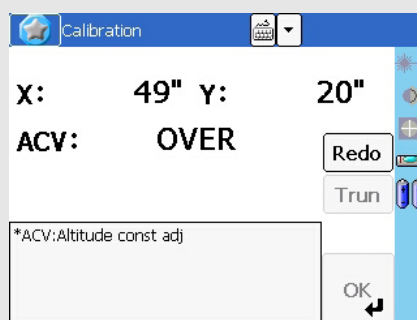 Calibration
X: 49" Y: 20"
ACV: OVER
Redo
Trun
*ACV:Altitude const adj
OK